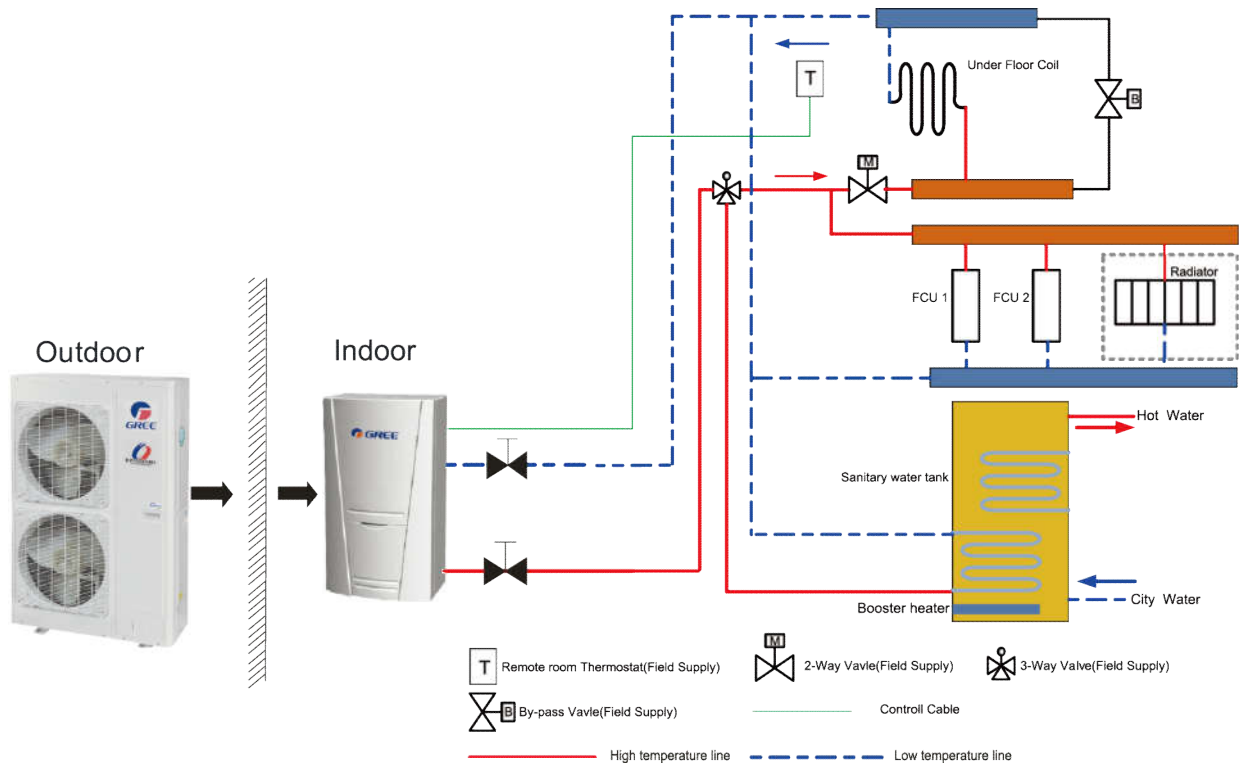 T
Under Floor Coil
B
M
FCU 1
FCU 2
Radiator
Outdoor
Indoor
GREE
GREE
Hot Water
Sanitary water tank
Booster heater
City Water
T
Remote room Thermostat(Field Supply)
M
2-Way Vavle(Field Supply)
3-Way Valve(Field Supply)
B
By-pass Vavle(Field Supply)
Controll Cable
High temperature line
Low temperature line